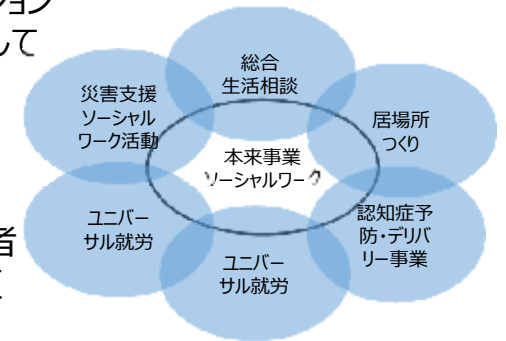 ション
して
総合
生活相談
災害支援
ソーシャル
ワーク活動
居場所
つくり
本来事業
ソーシャルワーク
ユニバー
サル就労
認知症予
防・デリバ
リー事業
者
ユニバー
サル就労